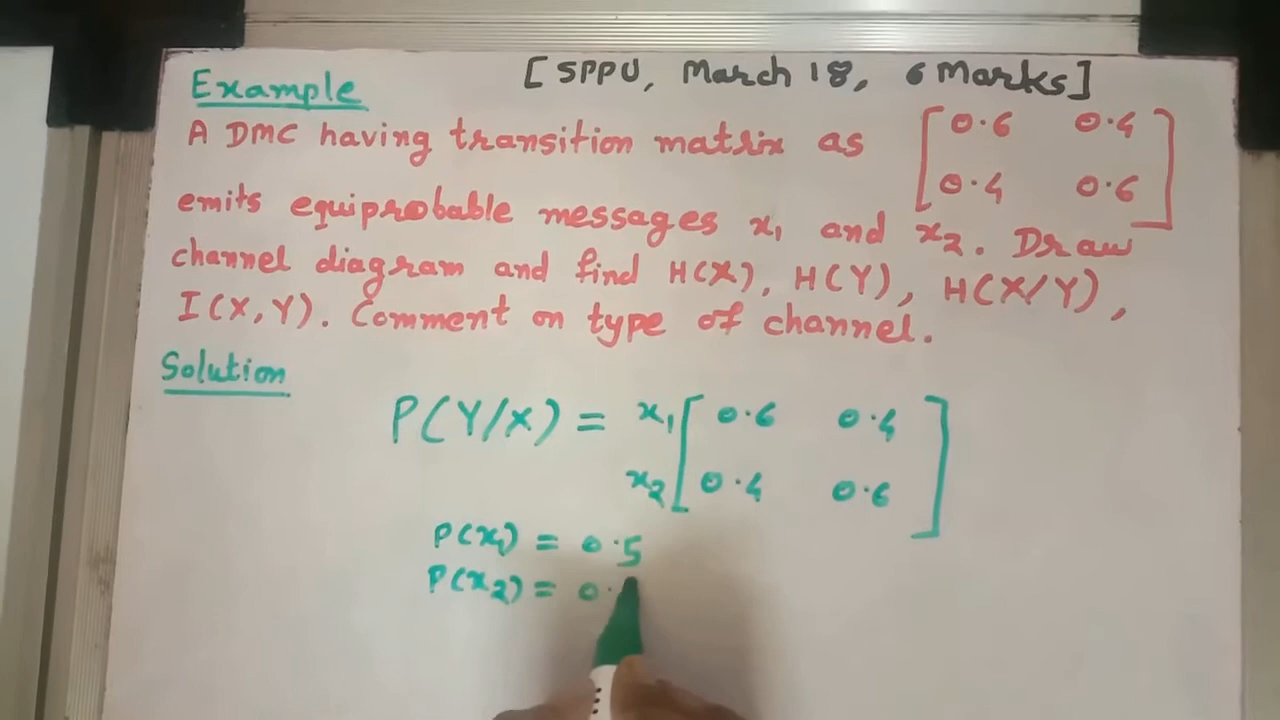 Example [SPPU, March 18, 6 Marks]
A DMC having transition matrix as [0.6 0.4
0.4 0.6]
emits equiprobable messages x₁ and x₂. Draw
channel diagram and find H(X), H(Y), H(X/Y),
I(X,Y). Comment on type of channel.
Solution
P(Y/X) = x₁ [0.6 0.4
x₂ 0.4 0.6]
P(x₁) = 0.5
P(x₂) = 0.